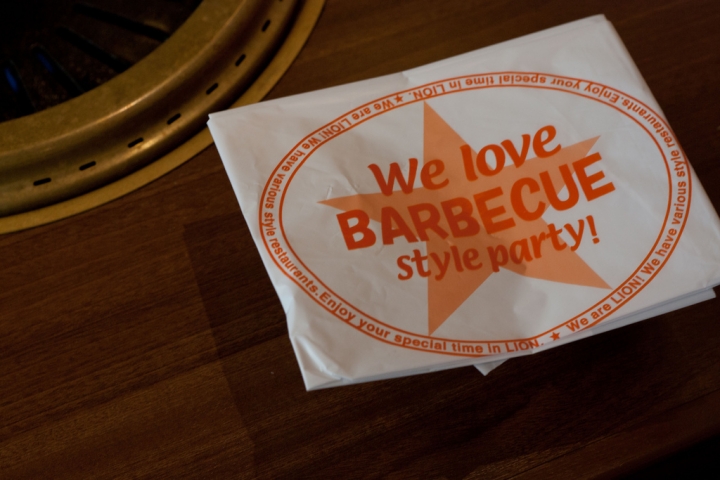 We love
BARBECUE
style party!
★ We are LION! We have various style restaurants. Enjoy your special time in LION.
★ We are LION! We have various style restaurants. Enjoy your special time in LION.